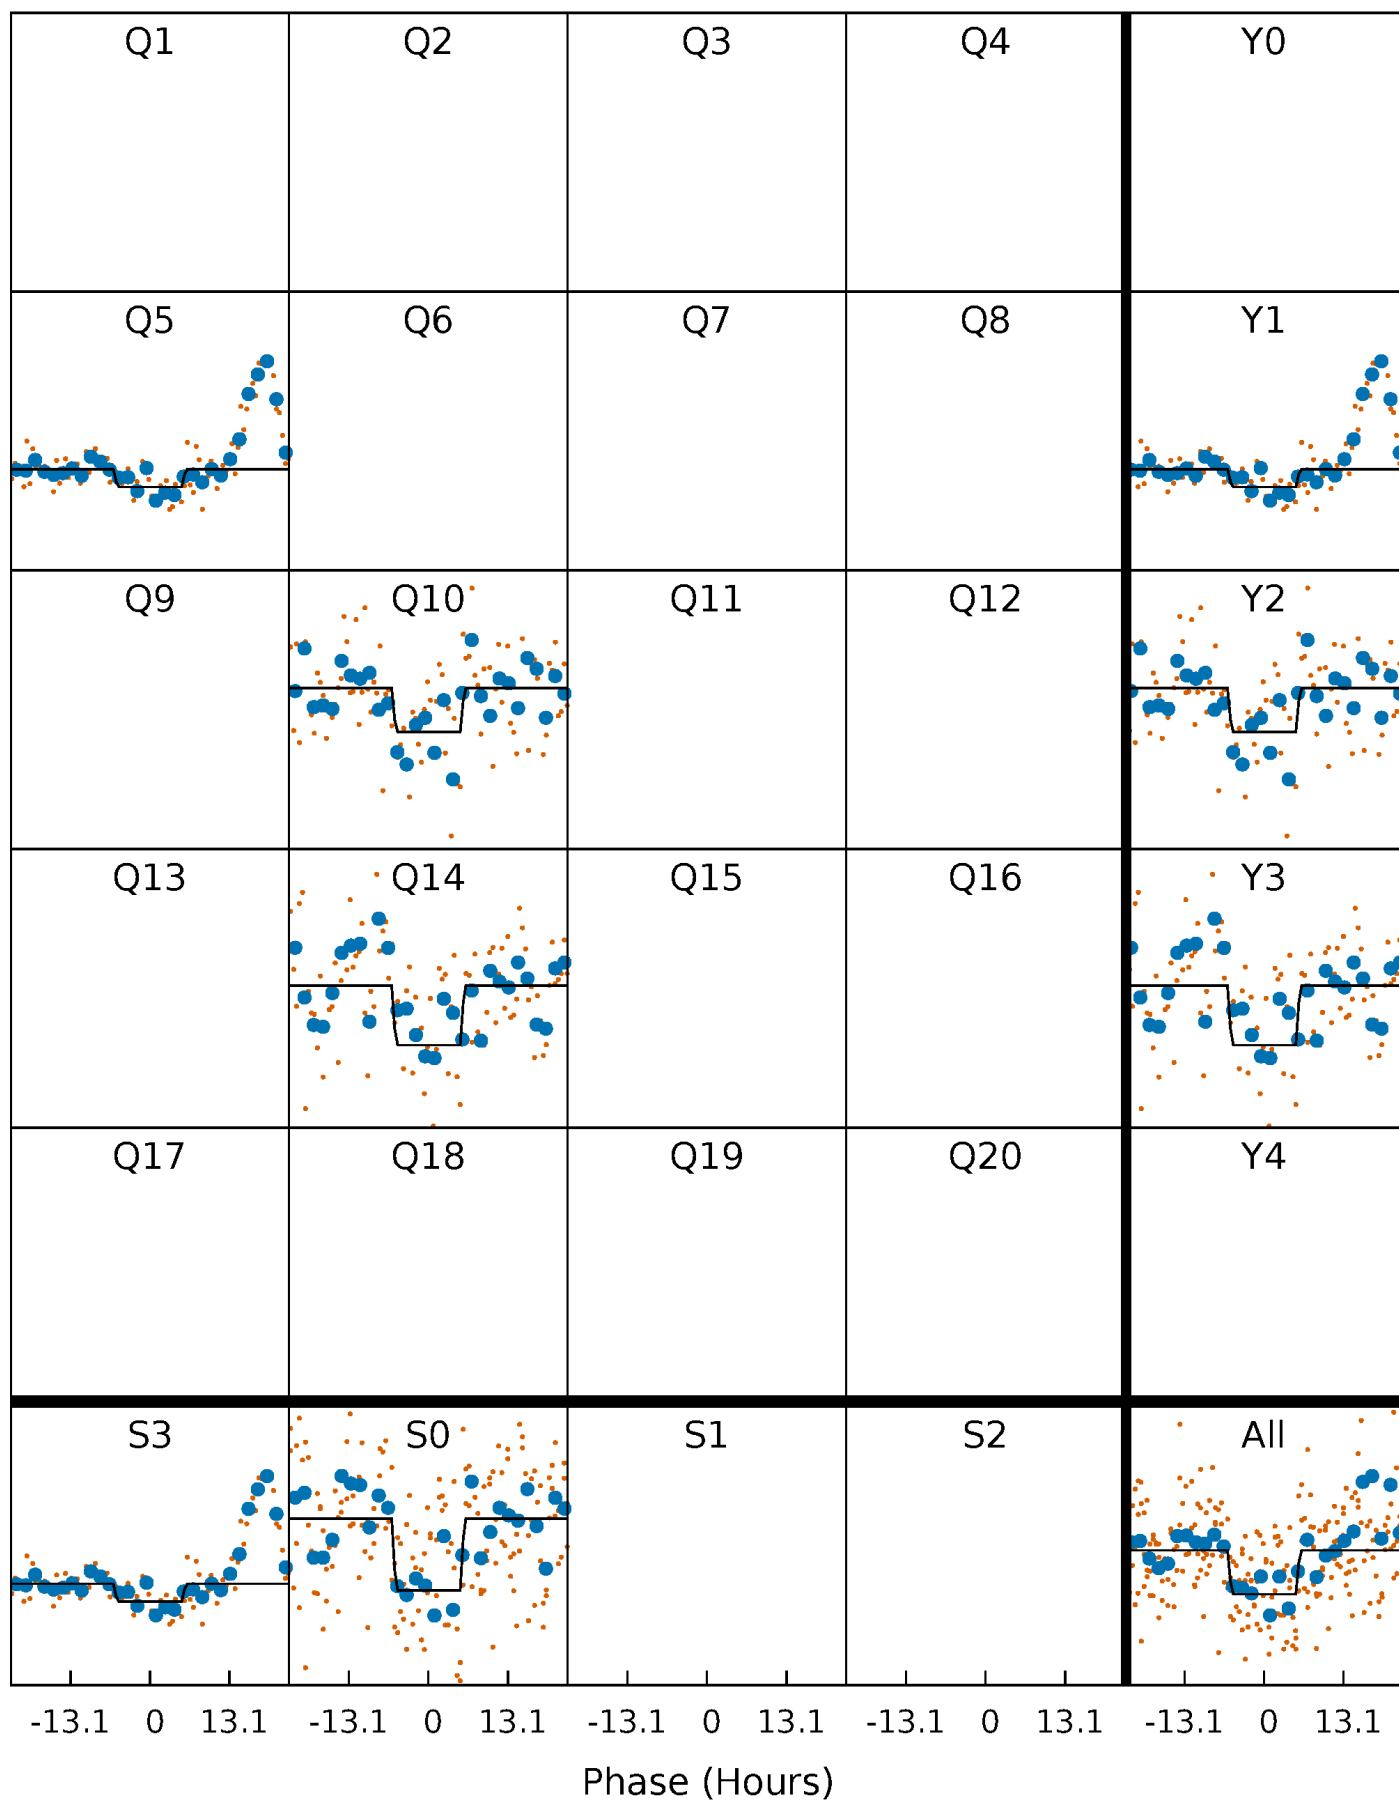 Q1 Q2 Q3 Q4 Y0
Q5 Q6 Q7 Q8 Y1
Q9 Q10 Q11 Q12 Y2
Q13 Q14 Q15 Q16 Y3
Q17 Q18 Q19 Q20 Y4
S3 S0 S1 S2 All
-13.1 0 13.1 -13.1 0 13.1 -13.1 0 13.1 -13.1 0 13.1 -13.1 0 13.1
Phase (Hours)